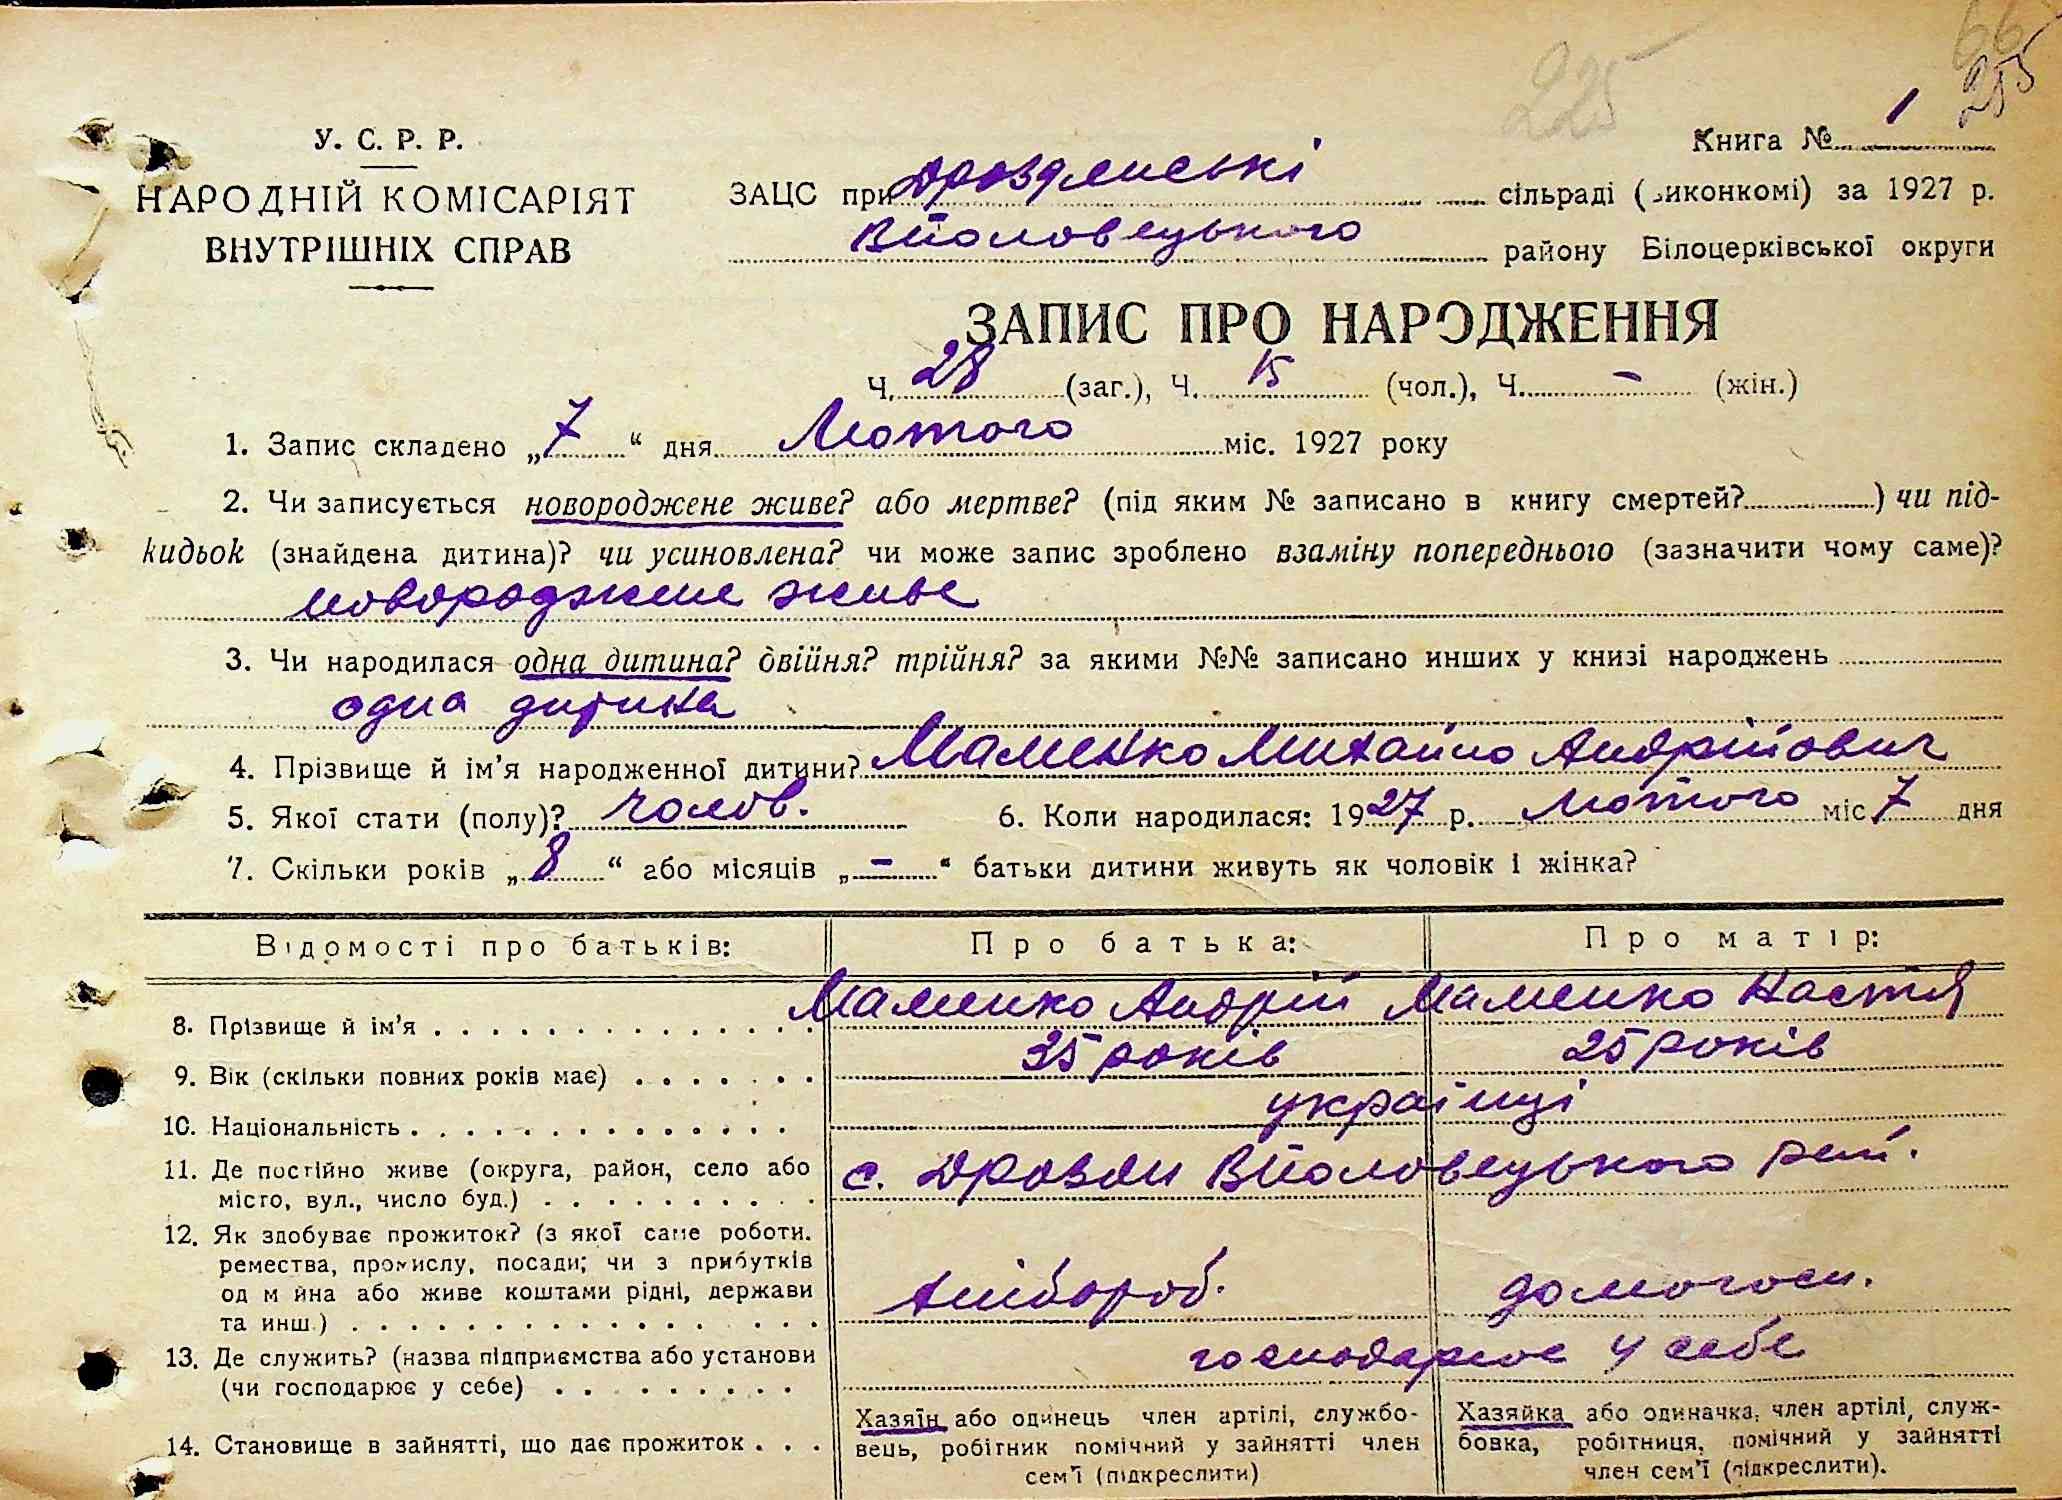 66
225
255
У. С. Р. Р.
НАРОДНІЙ КОМІСАРІЯТ
ВНУТРІШНІХ СПРАВ
Книга № 1
ЗАЦС при Дроздянські сільраді (виконкомі) за 1927 р.
районy Білоцерківської округи
ЗАПИС ПРО НАРОДЖЕННЯ
Ч. 28 (заг.), Ч. 15 (чол.), Ч. – (жін.)
1. Запис складено „7“ дня Лютого міс. 1927 року
2. Чи записується новороджене живе? або мертве? (під яким № записано в книгу смертей?) чи під-
кидьок (знайдена дитина)? чи усиновлена? чи може запис зроблено взаміну попереднього (зазначити чому саме)?
новороджене живе
3. Чи народилася одна дитина? двійня? трійня? за якими №№ записано инших у книзі народжень
одна дитина
4. Прізвище й ім’я народженної дитини? Маменко Михайло Андрійович
5. Якої стати (полу)? чолов. 6. Коли народилася: 1927 р. лютого міс 7 дня
7. Скільки років „8“ або місяців „–“ батьки дитини живуть як чоловік і жінка?
Відомості про батьків: Про батька: Про матір:
8. Прізвище й ім’я Маменко Андрій Маменко Настя
9. Вік (скільки повних років має) 35 років 25 років
10. Національність українці
11. Де постійно живе (округа, район, село або
місто, вул., число буд.) с. Дрозди рай.
12. Як здобуває прожиток? (з якої саме роботи.
ремества, промислу, посади; чи з прибутків
од м йна або живе коштами рідні, держави
та инш.) хлібороб. домогосп.
13. Де служить? (назва підприємства або установи
(чи господарює у себе) господарює у себе
14. Становище в зайнятті, що дає прожиток
Хазяїн або одинець член артілі, службо-
вець, робітник помічний у зайнятті член
сем’ї (підкреслити)
Хазяйка або одиначка, член артілі, служ-
бовка, робітниця, помічний у зайнятті
член сем’ї (підкреслити).